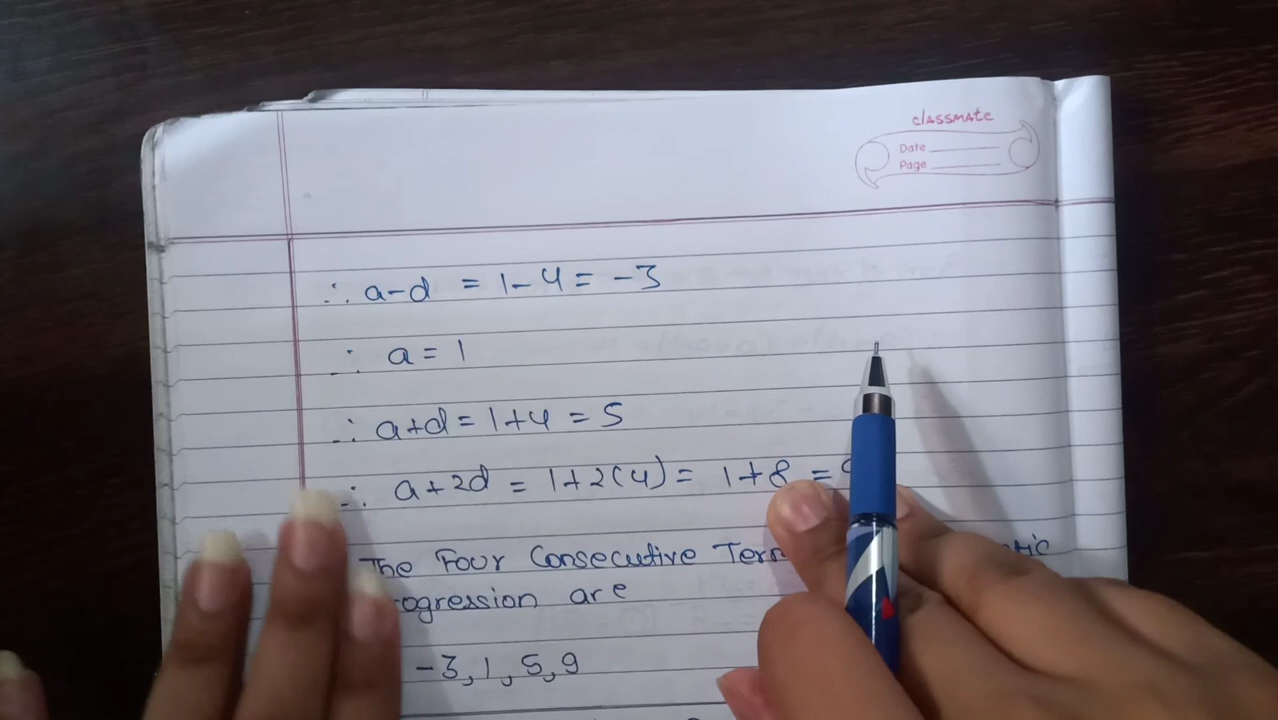 classmate
Date
Page
∴ a-d = 1-4 = -3
∴ a = 1
∴ a+d = 1+4 = 5
∴ a+2d = 1+2(4) = 1+8 =
The Four Consecutive
are
-3, 1, 5, 9